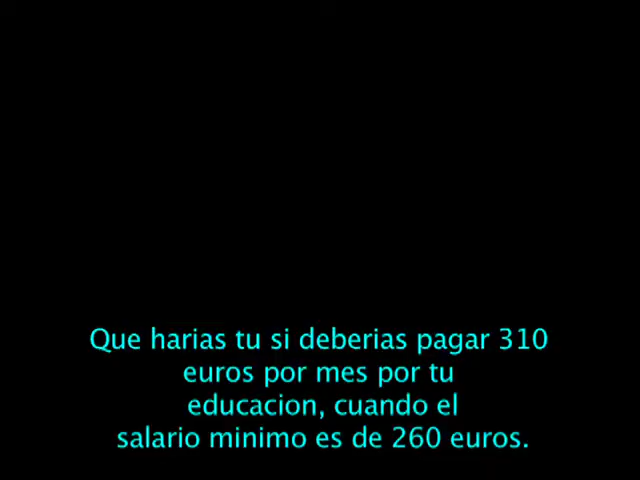 Que harias tu si deberias pagar 310
euros por mes por tu
educacion, cuando el
salario minimo es de 260 euros.